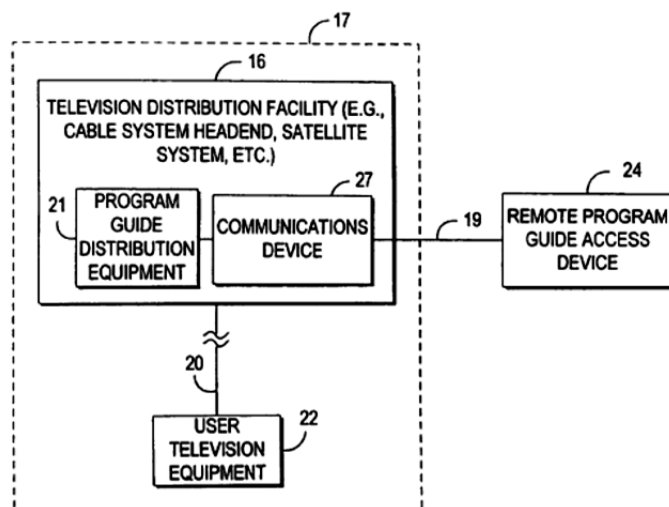 17
16
TELEVISION DISTRIBUTION FACILITY (E.G.,
CABLE SYSTEM HEADEND, SATELLITE
SYSTEM, ETC.)
27
24
21
PROGRAM
GUIDE
DISTRIBUTION
EQUIPMENT
COMMUNICATIONS
DEVICE
19
REMOTE PROGRAM
GUIDE ACCESS
DEVICE
20
USER
TELEVISION
EQUIPMENT
22